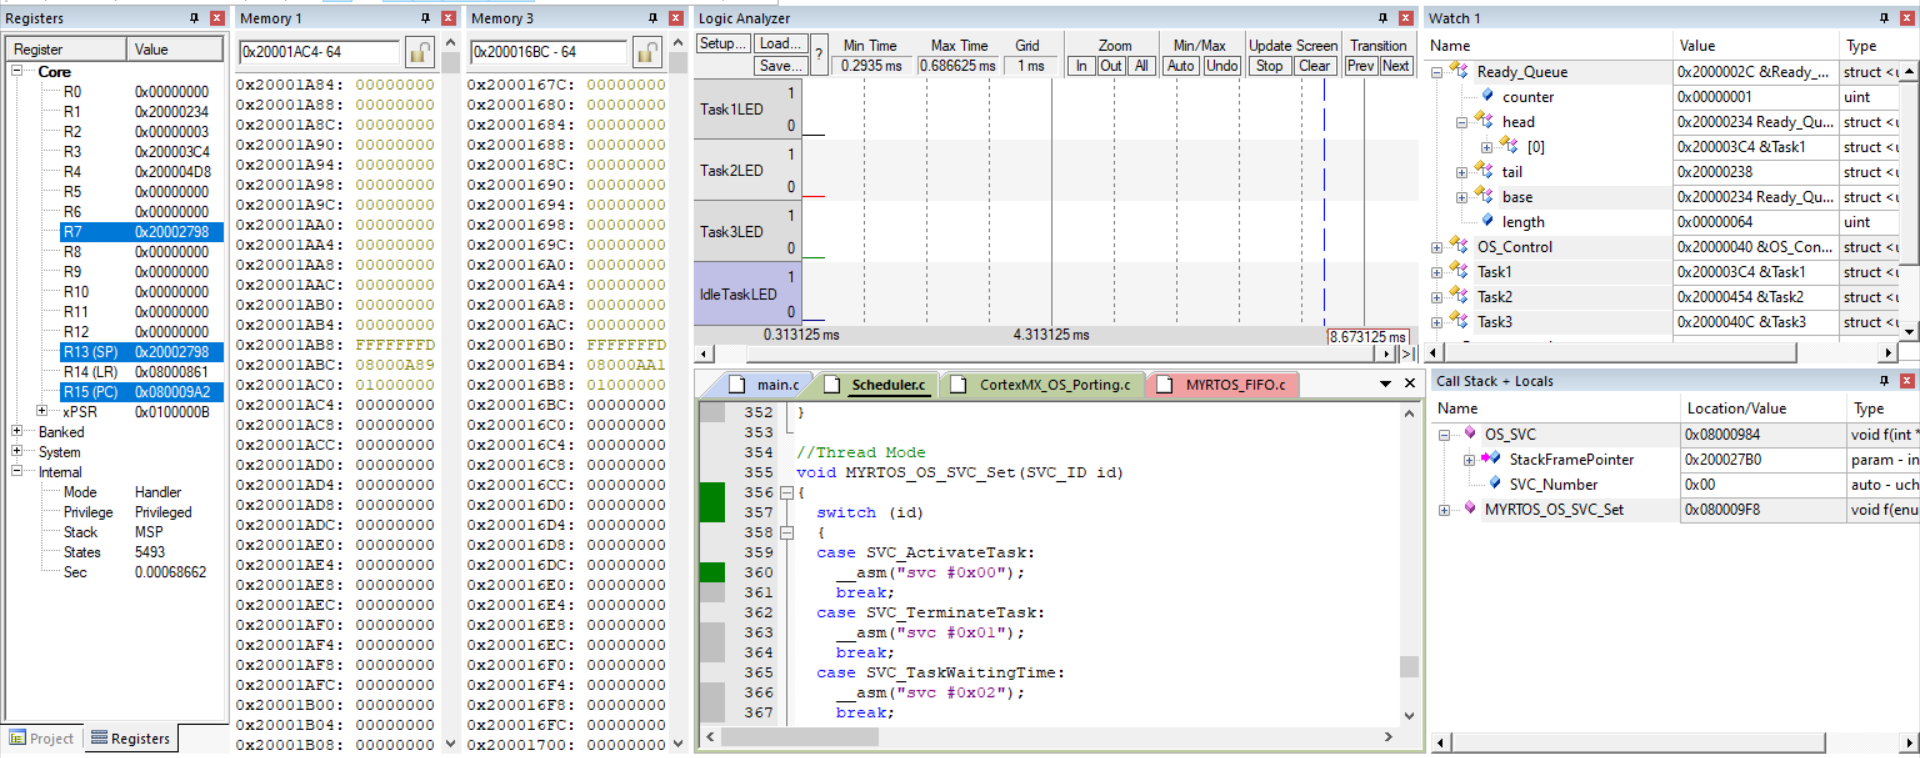 Registers
Register Value
Core
R0 0x00000000
R1 0x20000234
R2 0x00000003
R3 0x200003C4
R4 0x200004D8
R5 0x00000000
R6 0x00000000
R7 0x20002798
R8 0x00000000
R9 0x00000000
R10 0x00000000
R11 0x00000000
R12 0x00000000
R13 (SP) 0x20002798
R14 (LR) 0x08000861
R15 (PC) 0x080009A2
xPSR 0x0100000B
Banked
System
Internal
Mode Handler
Privilege Privileged
Stack MSP
States 5493
Sec 0.00068662
Project Registers
Memory 1
0x20001AC4- 64
0x20001A84: 00000000
0x20001A88: 00000000
0x20001A8C: 00000000
0x20001A90: 00000000
0x20001A94: 00000000
0x20001A98: 00000000
0x20001A9C: 00000000
0x20001AA0: 00000000
0x20001AA4: 00000000
0x20001AA8: 00000000
0x20001AAC: 00000000
0x20001AB0: 00000000
0x20001AB4: 00000000
0x20001AB8: FFFFFFFD
0x20001ABC: 08000A89
0x20001AC0: 01000000
0x20001AC4: 00000000
0x20001AC8: 00000000
0x20001ACC: 00000000
0x20001AD0: 00000000
0x20001AD4: 00000000
0x20001AD8: 00000000
0x20001ADC: 00000000
0x20001AE0: 00000000
0x20001AE4: 00000000
0x20001AE8: 00000000
0x20001AEC: 00000000
0x20001AF0: 00000000
0x20001AF4: 00000000
0x20001AF8: 00000000
0x20001AFC: 00000000
0x20001B00: 00000000
0x20001B04: 00000000
0x20001B08: 00000000
Memory 3
0x200016BC - 64
0x2000167C: 00000000
0x20001680: 00000000
0x20001684: 00000000
0x20001688: 00000000
0x2000168C: 00000000
0x20001690: 00000000
0x20001694: 00000000
0x20001698: 00000000
0x2000169C: 00000000
0x200016A0: 00000000
0x200016A4: 00000000
0x200016A8: 00000000
0x200016AC: 00000000
0x200016B0: FFFFFFFD
0x200016B4: 08000AA1
0x200016B8: 01000000
0x200016BC: 00000000
0x200016C0: 00000000
0x200016C4: 00000000
0x200016C8: 00000000
0x200016CC: 00000000
0x200016D0: 00000000
0x200016D4: 00000000
0x200016D8: 00000000
0x200016DC: 00000000
0x200016E0: 00000000
0x200016E4: 00000000
0x200016E8: 00000000
0x200016EC: 00000000
0x200016F0: 00000000
0x200016F4: 00000000
0x200016F8: 00000000
0x200016FC: 00000000
0x20001700: 00000000
Logic Analyzer
Setup... Load... ? Min Time Max Time Grid Zoom Min/Max Update Screen Transition
Save... 0.2935 ms 0.686625 ms 1 ms In Out All Auto Undo Stop Clear Prev Next
1
Task1LED
0
1
Task2LED
0
1
Task3LED
0
1
IdleTaskLED
0
0.313125 ms 4.313125 ms 8.673125 ms
main.c Scheduler.c CortexMX_OS_Porting.c MYRTOS_FIFO.c
352 }
353
354 //Thread Mode
355 void MYRTOS_OS_SVC_Set(SVC_ID id)
356 {
357 switch (id)
358 {
359 case SVC_ActivateTask:
360 __asm("svc #0x00");
361 break;
362 case SVC_TerminateTask:
363 __asm("svc #0x01");
364 break;
365 case SVC_TaskWaitingTime:
366 __asm("svc #0x02");
367 break;
Watch 1
Name Value Type
Ready_Queue 0x2000002C &Ready_... struct <u
counter 0x00000001 uint
head 0x20000234 Ready_Qu... struct <u
[0] 0x200003C4 &Task1 struct <u
tail 0x20000238 struct <u
base 0x20000234 Ready_Qu... struct <u
length 0x00000064 uint
OS_Control 0x20000040 &OS_Con... struct <u
Task1 0x200003C4 &Task1 struct <u
Task2 0x20000454 &Task2 struct <u
Task3 0x2000040C &Task3 struct <u
Call Stack + Locals
Name Location/Value Type
OS_SVC 0x08000984 void f(int *
StackFramePointer 0x200027B0 param - in
SVC_Number 0x00 auto - uch
MYRTOS_OS_SVC_Set 0x080009F8 void f(enu